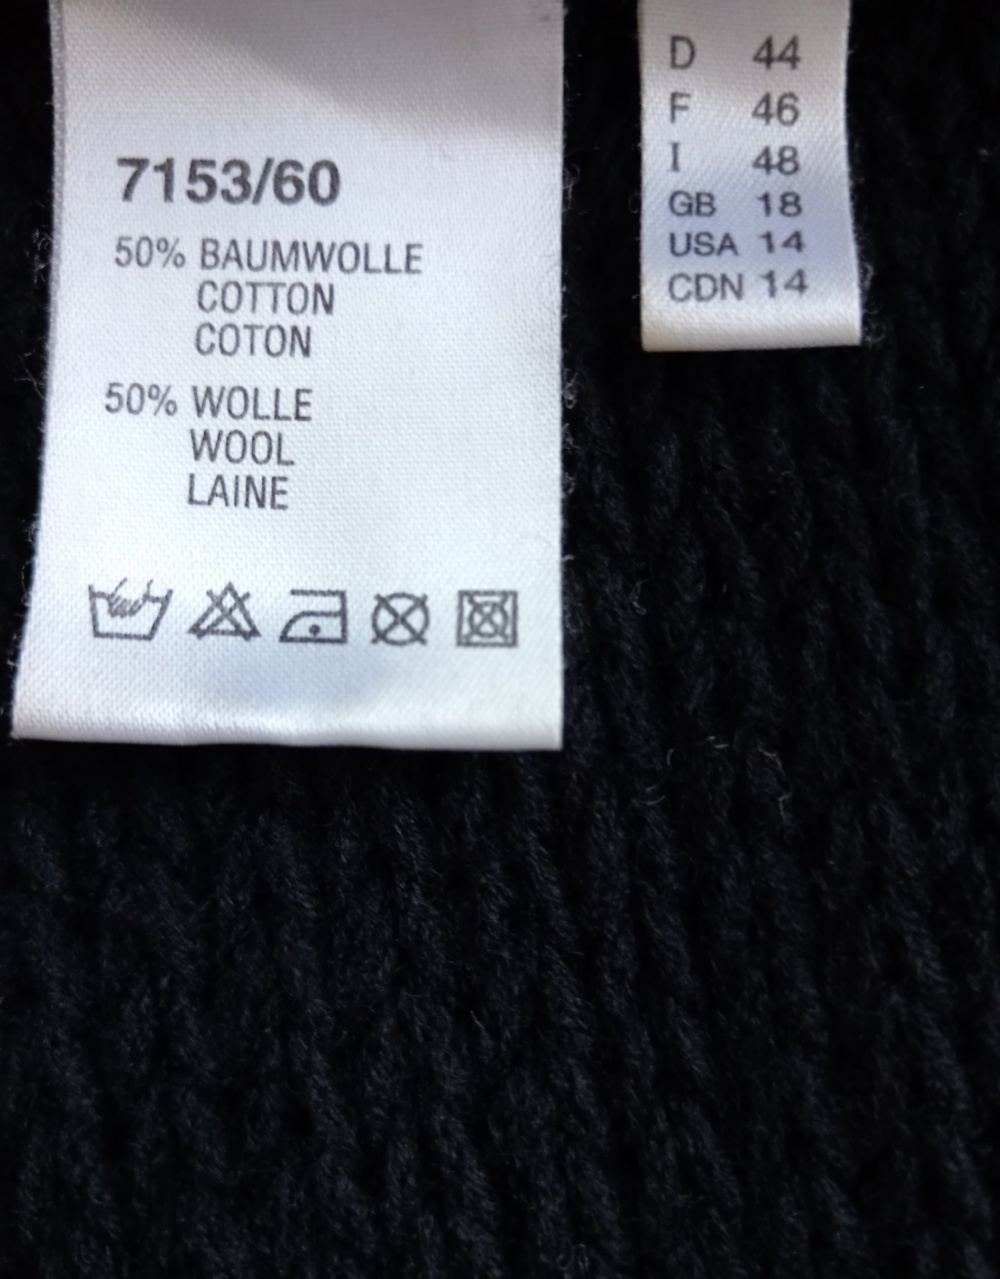 7153/60
50% BAUMWOLLE
COTTON
COTON
50% WOLLE
WOOL
LAINE
D 44
F 46
I 48
GB 18
USA 14
CDN 14